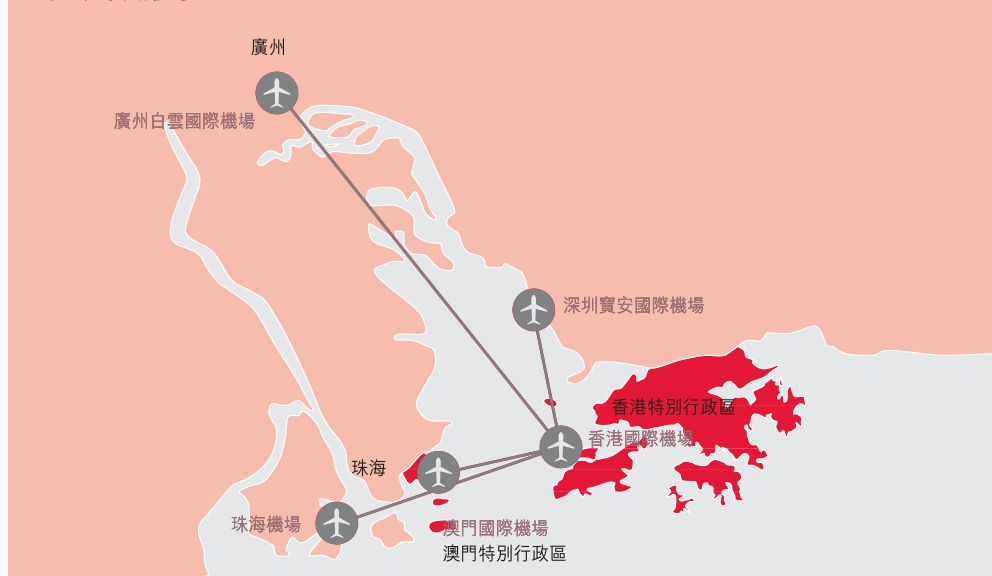 廣州
廣州白雲國際機場
深圳寶安國際機場
香港特別行政區
香港國際機場
珠海
珠海機場
澳門國際機場
澳門特別行政區